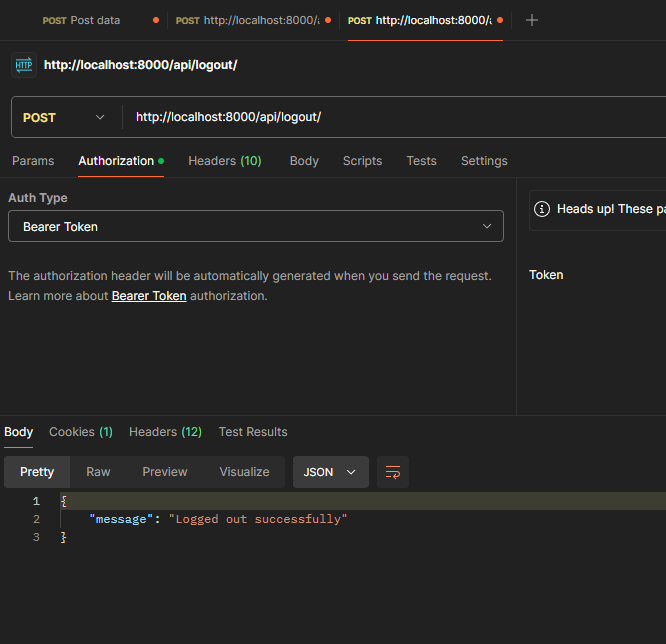 POST Post data POST http://localhost:8000/a POST http://localhost:8000/a
HTTP http://localhost:8000/api/logout/
POST http://localhost:8000/api/logout/
Params Authorization Headers (10) Body Scripts Tests Settings
Auth Type
Bearer Token
Heads up! These pa
The authorization header will be automatically generated when you send the request.
Learn more about Bearer Token authorization.
Token
Body Cookies (1) Headers (12) Test Results
Pretty Raw Preview Visualize JSON
1 {
2 "message": "Logged out successfully"
3 }